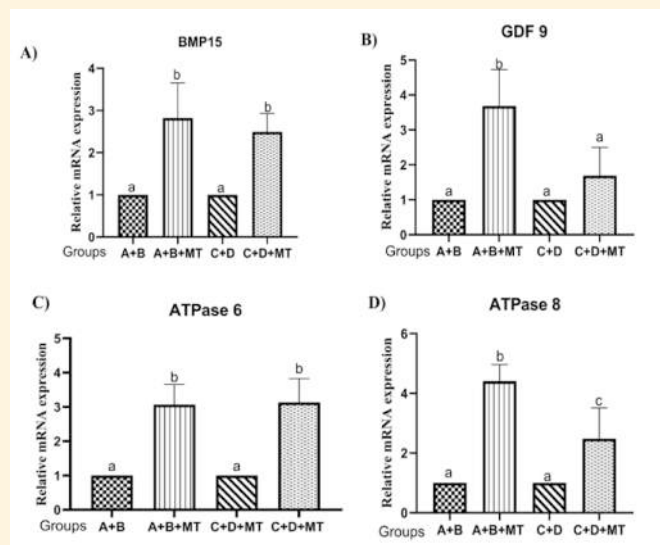 A)
BMP15
Relative mRNA expression
4
3
2
1
0
a
b
a
b
Groups
A+B
A+B+MT
C+D
C+D+MT
B)
GDF 9
Relative mRNA expression
5
4
3
2
1
0
a
b
a
a
Groups
A+B
A+B+MT
C+D
C+D+MT
C)
ATPase 6
Relative mRNA expression
5
4
3
2
1
0
a
b
a
b
Groups
A+B
A+B+MT
C+D+MT
C+D+MT
D)
ATPase 8
Relative mRNA expression
6
4
2
0
a
b
a
c
Groups
A+B
A+B+MT
C+D
C+D+MT